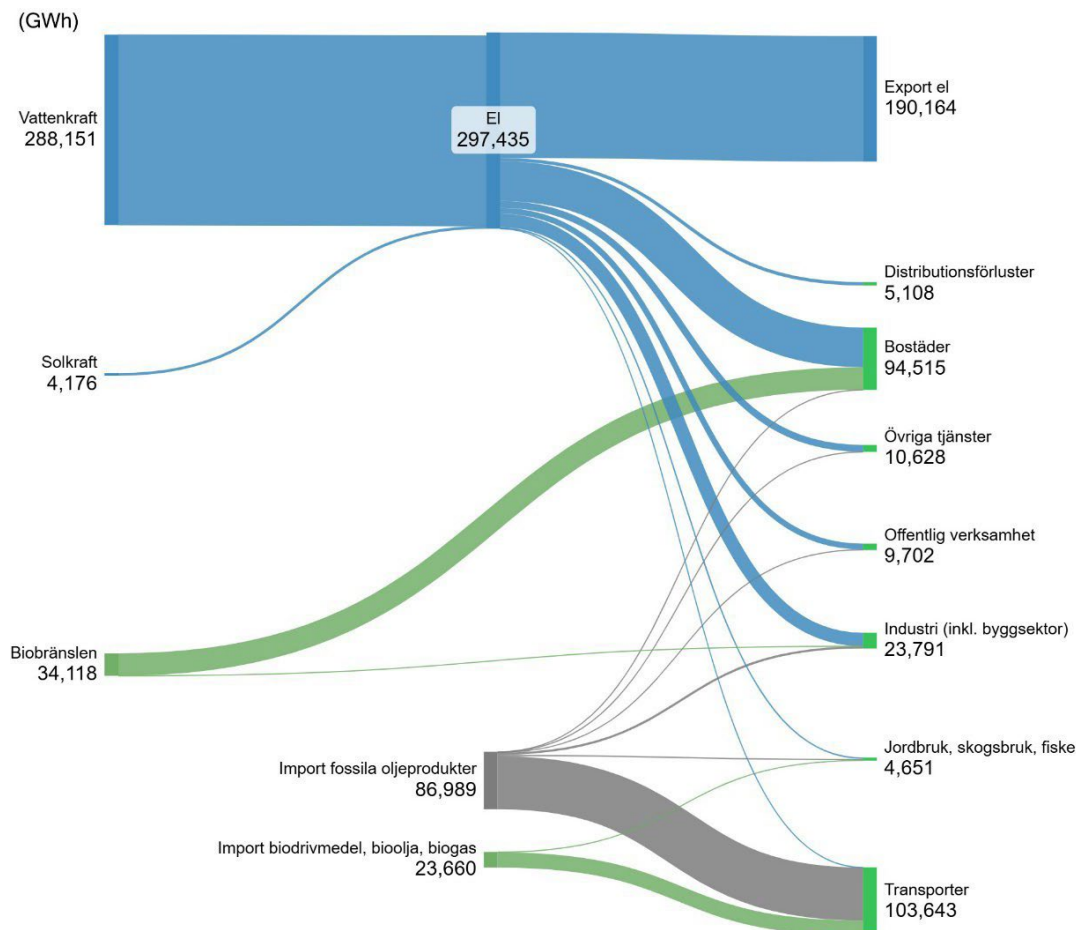 (GWh)
Vattenkraft
288,151
El
297,435
Export el
190,164
Distributionsförluster
5,108
Bostäder
94,515
Solkraft
4,176
Övriga tjänster
10,628
Offentlig verksamhet
9,702
Industri (inkl. byggsektor)
23,791
Biobränslen
34,118
Jordbruk, skogsbruk, fiske
4,651
Import fossila oljeprodukter
86,989
Import biodrivmedel, bioolja, biogas
23,660
Transporter
103,643